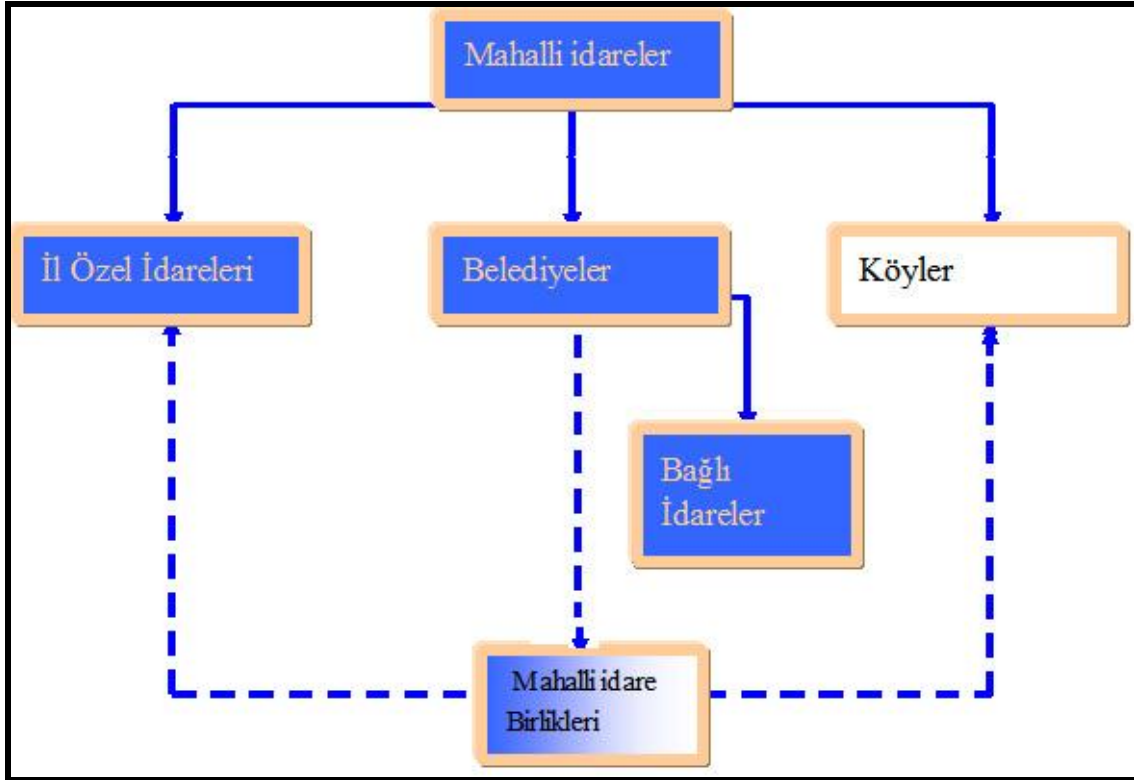 Mahalli idareler
İl Özel İdareleri
Belediyeler
Köyler
Bağlı
İdareler
Mahalli idare
Birlikleri